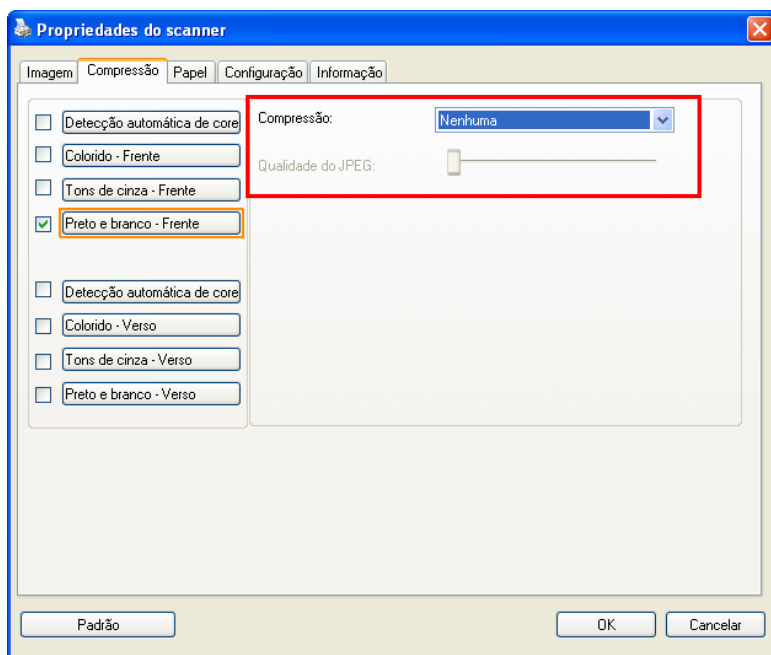 Propriedades do scanner
Imagem Compressão Papel Configuração Informação
Detecção automática de core
Colorido - Frente
Tons de cinza - Frente
Preto e branco - Frente
Detecção automática de core
Colorido - Verso
Tons de cinza - Verso
Preto e branco - Verso
Compressão: Nenhuma
Qualidade do JPEG:
Padrão OK Cancelar